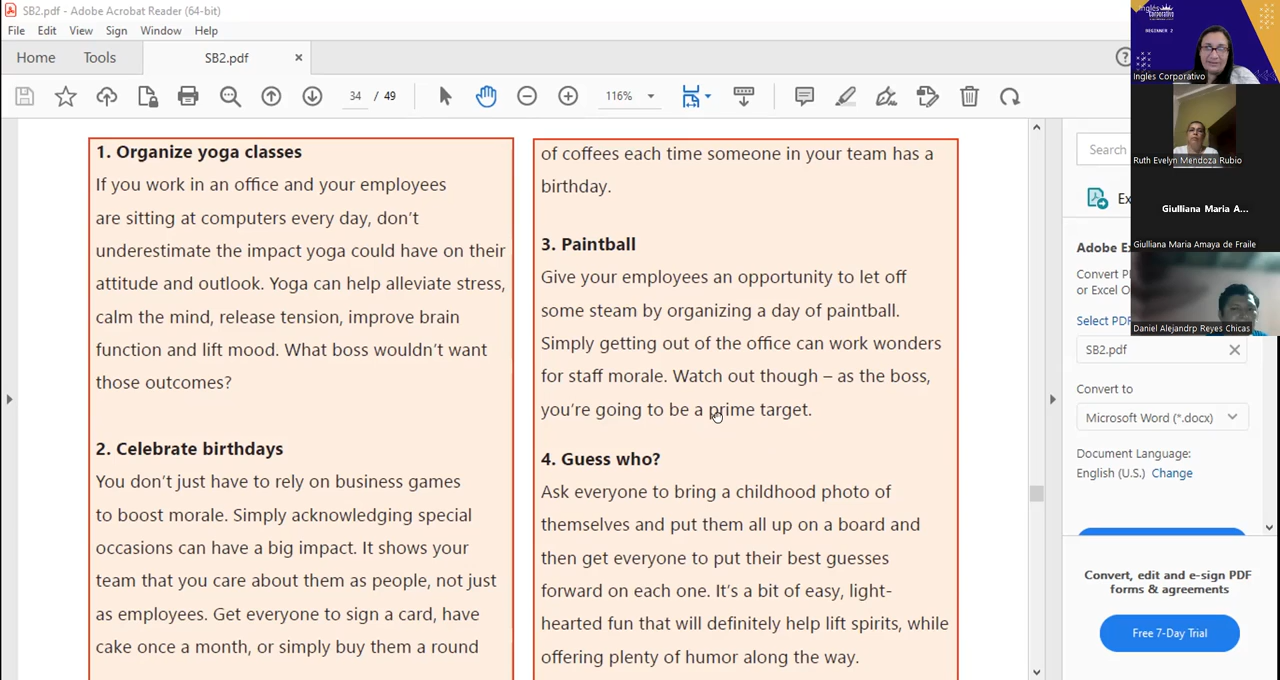 SB2.pdf - Adobe Acrobat Reader (64-bit)
File Edit View Sign Window Help
Home Tools SB2.pdf ×
34 / 49 116%
1. Organize yoga classes
If you work in an office and your employees
are sitting at computers every day, don't
underestimate the impact yoga could have on their
attitude and outlook. Yoga can help alleviate stress,
calm the mind, release tension, improve brain
function and lift mood. What boss wouldn't want
those outcomes?
2. Celebrate birthdays
You don't just have to rely on business games
to boost morale. Simply acknowledging special
occasions can have a big impact. It shows your
team that you care about them as people, not just
as employees. Get everyone to sign a card, have
cake once a month, or simply buy them a round
of coffees each time someone in your team has a
birthday.
3. Paintball
Give your employees an opportunity to let off
some steam by organizing a day of paintball.
Simply getting out of the office can work wonders
for staff morale. Watch out though – as the boss,
you're going to be a prime target.
4. Guess who?
Ask everyone to bring a childhood photo of
themselves and put them all up on a board and
then get everyone to put their best guesses
forward on each one. It's a bit of easy, light-
hearted fun that will definitely help lift spirits, while
offering plenty of humor along the way.
Inglés
Corporativo
BEGINNER 2
Ingles Corporativo
Ruth Evelyn Mendoza Rubio
Giulliana Maria A...
Giulliana Maria Amaya de Fraile
Daniel Alejandrp Reyes Chicas
Search
Ex
Adobe Ex
Convert P
or Excel O
Select PDF
SB2.pdf
Convert to
Microsoft Word (*.docx)
Document Language:
English (U.S.) Change
Convert, edit and e-sign PDF
forms & agreements
Free 7-Day Trial